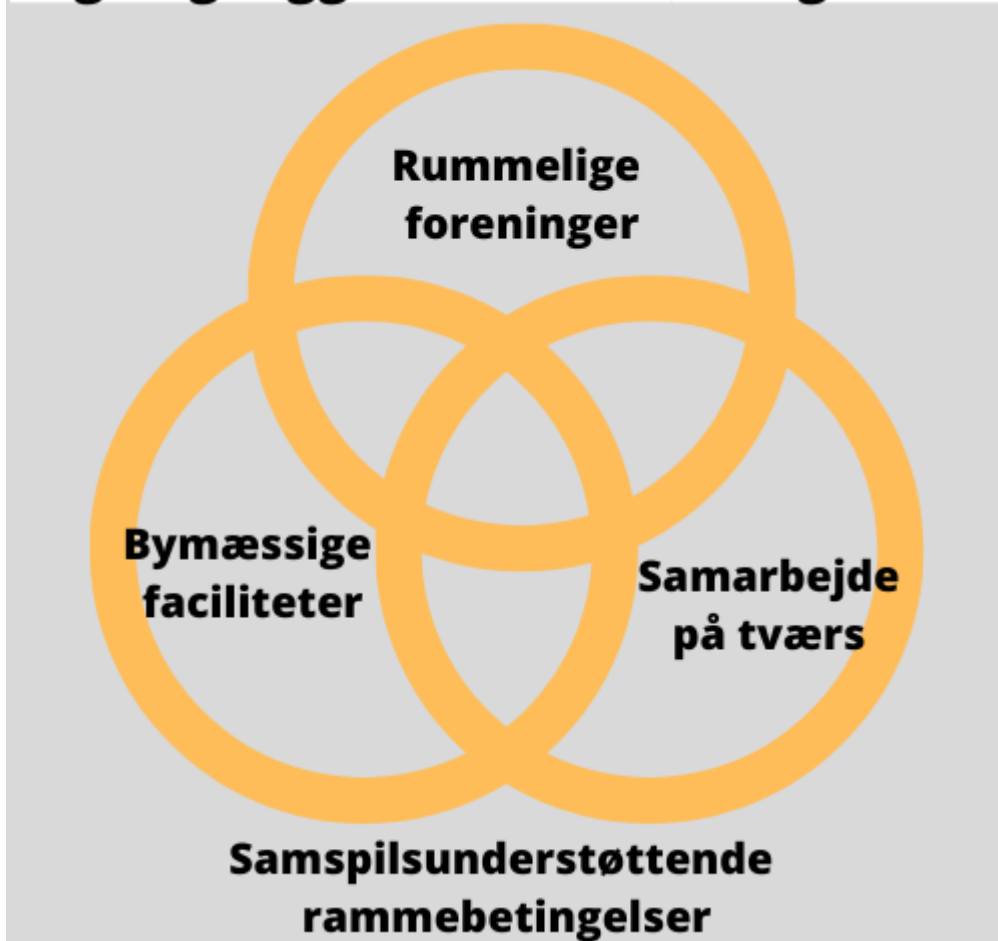 Rummelige
foreninger
Bymæssige
faciliteter
Samarbejde
på tværs
Samspilsunderstøttende
rammebetingelser